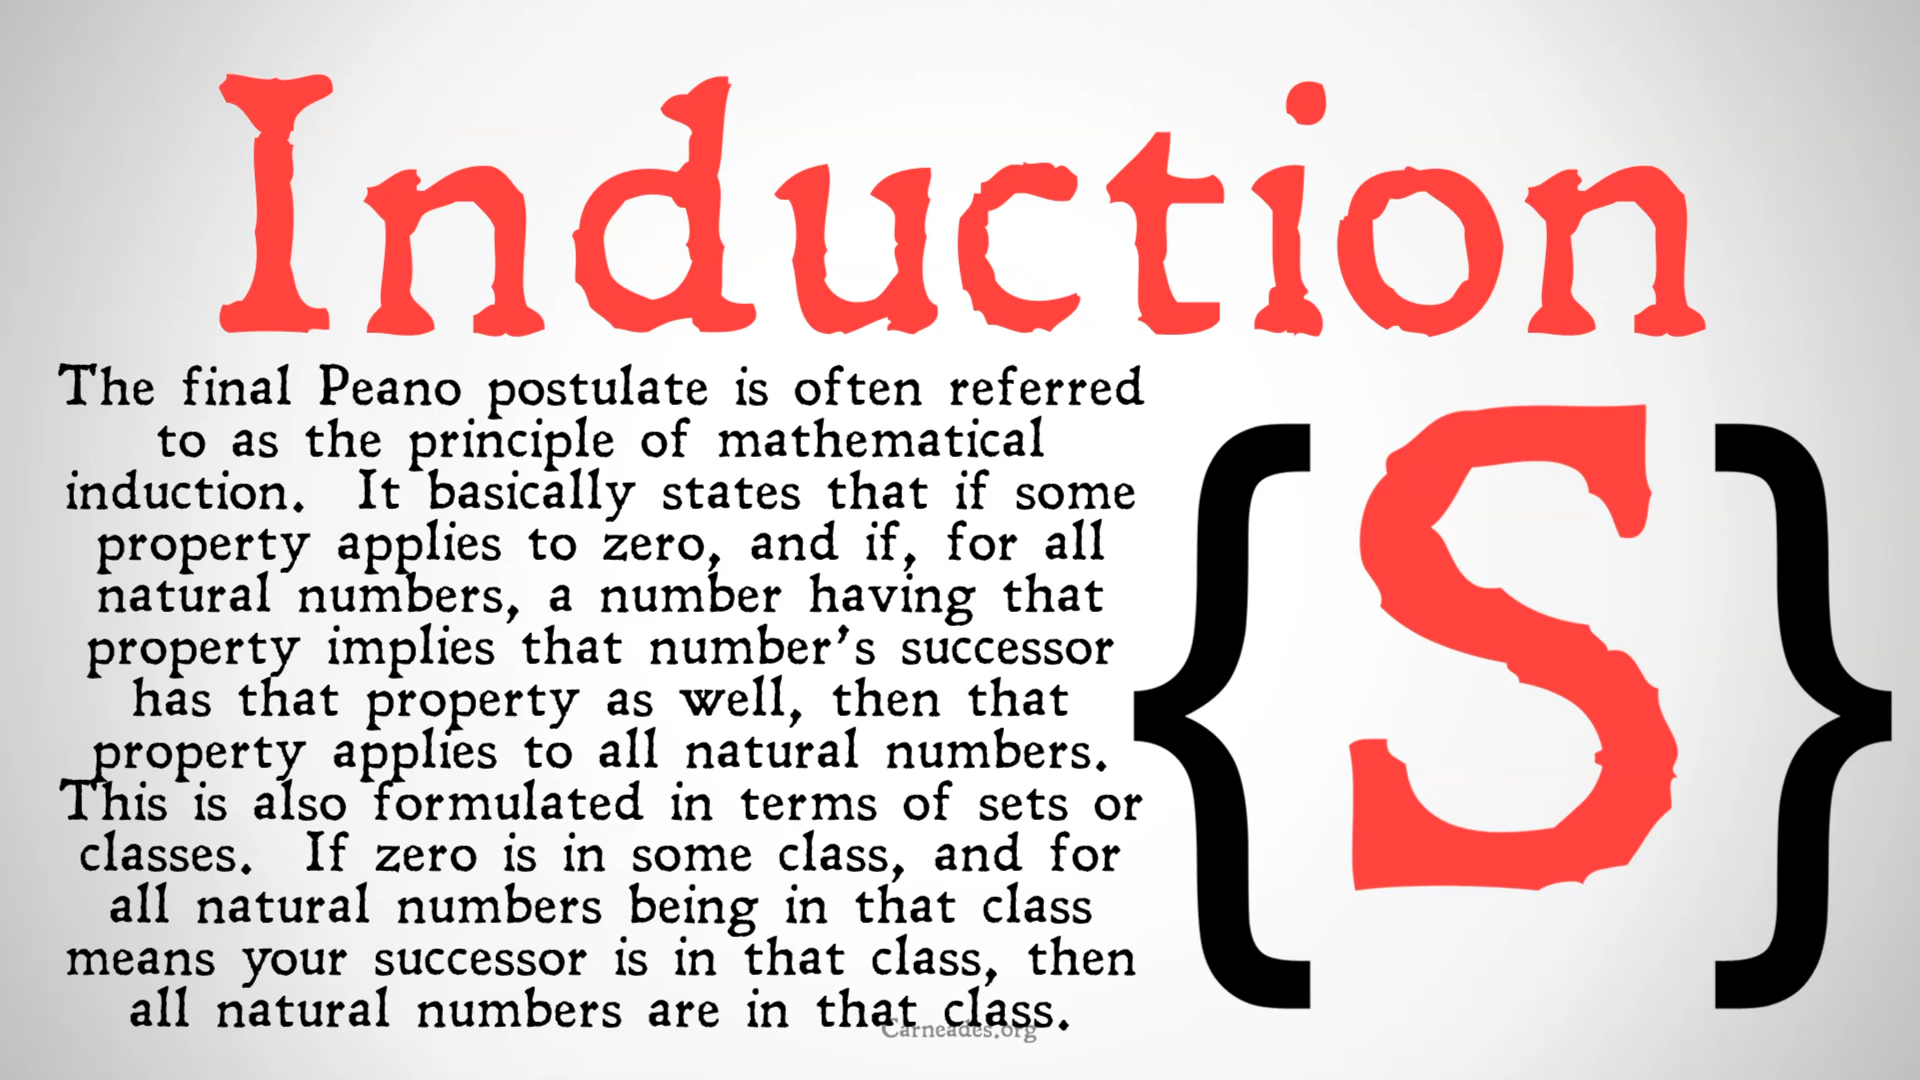 Induction
The final Peano postulate is often referred
to as the principle of mathematical
induction.  It basically states that if some
property applies to zero, and if, for all
natural numbers, a number having that
property implies that number's successor
has that property as well, then that
property applies to all natural numbers.
This is also formulated in terms of sets or
classes.  If zero is in some class, and for
all natural numbers being in that class
means your successor is in that class, then
all natural numbers are in that class.
{S}
Carneades.org